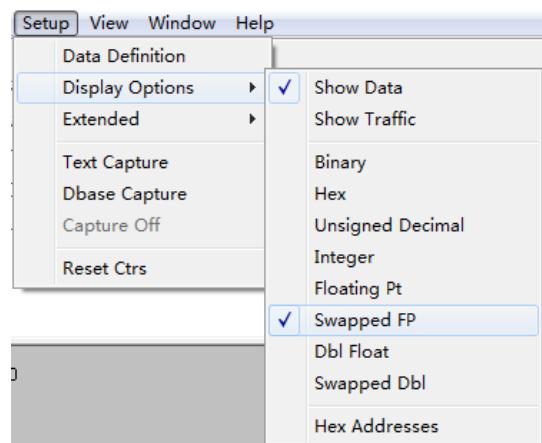 Setup View Window Help
Data Definition
Display Options
Extended
Text Capture
Dbase Capture
Capture Off
Reset Ctrs
Show Data
Show Traffic
Binary
Hex
Unsigned Decimal
Integer
Floating Pt
Swapped FP
Dbl Float
Swapped Dbl
Hex Addresses